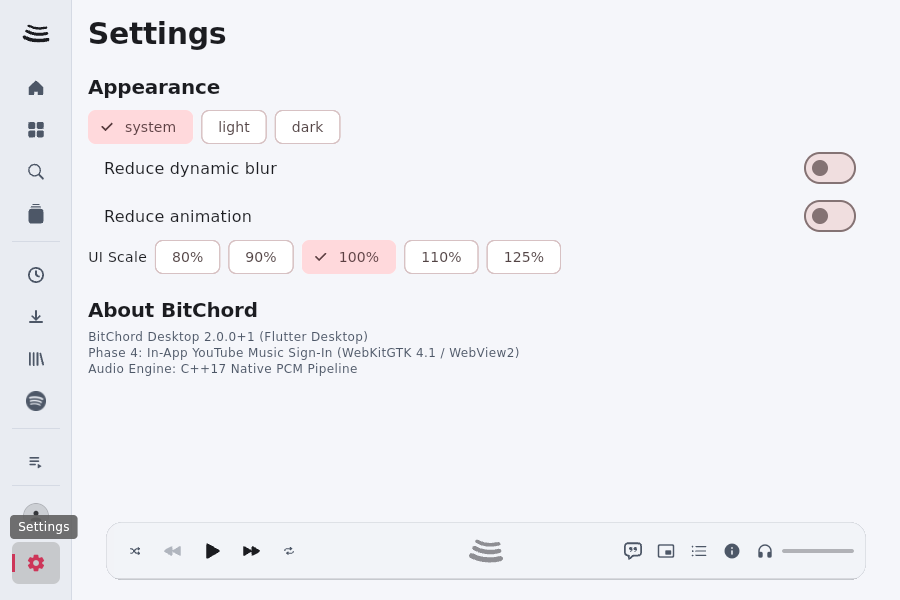 Settings
Appearance
system light dark
Reduce dynamic blur
Reduce animation
UI Scale 80% 90% 100% 110% 125%
About BitChord
BitChord Desktop 2.0.0+1 (Flutter Desktop)
Phase 4: In-App YouTube Music Sign-In (WebKitGTK 4.1 / WebView2)
Audio Engine: C++17 Native PCM Pipeline
Settings